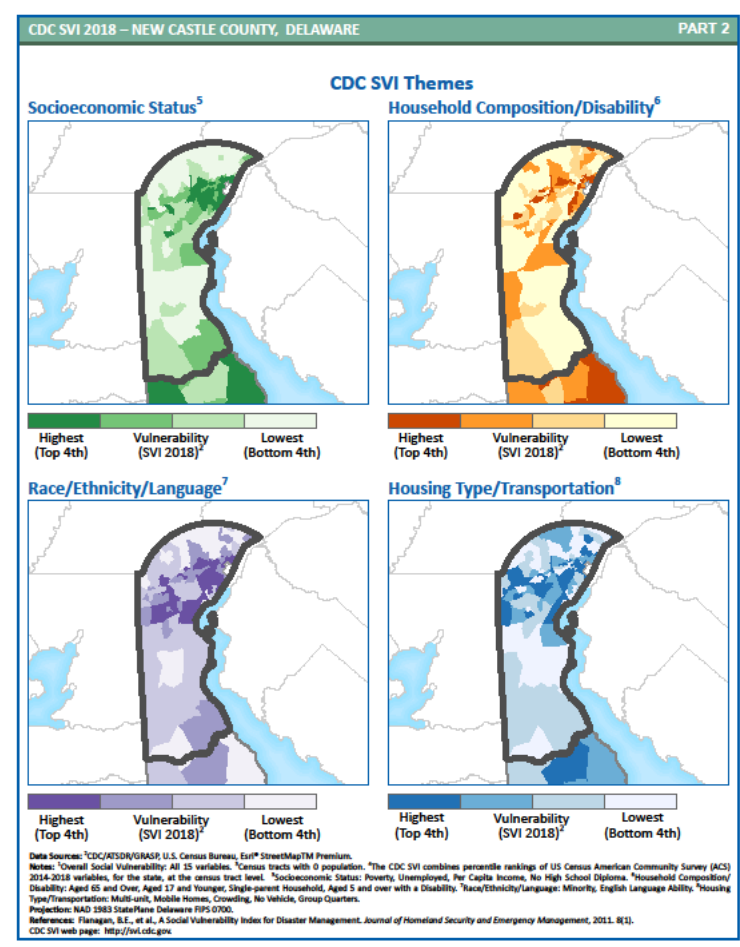 CDC SVI 2018 – NEW CASTLE COUNTY, DELAWARE
PART 2
CDC SVI Themes
Socioeconomic Status⁵
Household Composition/Disability⁶
Highest (Top 4th)
Vulnerability (SVI 2018)²
Lowest (Bottom 4th)
Highest (Top 4th)
Vulnerability (SVI 2018)²
Lowest (Bottom 4th)
Race/Ethnicity/Language⁷
Housing Type/Transportation⁸
Highest (Top 4th)
Vulnerability (SVI 2018)²
Lowest (Bottom 4th)
Highest (Top 4th)
Vulnerability (SVI 2018)²
Lowest (Bottom 4th)
Data Sources: ²CDC/ATSDR/GRASP, U.S. Census Bureau, Esri® StreetMapTM Premium.
Notes: ¹Overall Social Vulnerability: All 15 variables. ³Census tracts with 0 population. ⁴The CDC SVI combines percentile rankings of US Census American Community Survey (ACS)
2014-2018 variables, for the state, at the census tract level. ⁵Socioeconomic Status: Poverty, Unemployed, Per Capita Income, No High School Diploma. ⁶Household Composition/
Disability: Aged 65 and Over, Aged 17 and Younger, Single-parent Household, Aged 5 and over with a Disability. ⁷Race/Ethnicity/Language: Minority, English Language Ability. ⁸Housing
Type/Transportation: Multi-unit, Mobile Homes, Crowding, No Vehicle, Group Quarters.
Projection: NAD 1983 StatePlane Delaware FIPS 0700.
References: Flanagan, B.E., et al., A Social Vulnerability Index for Disaster Management. Journal of Homeland Security and Emergency Management, 2011. 8(1).
CDC SVI web page: http://svi.cdc.gov.